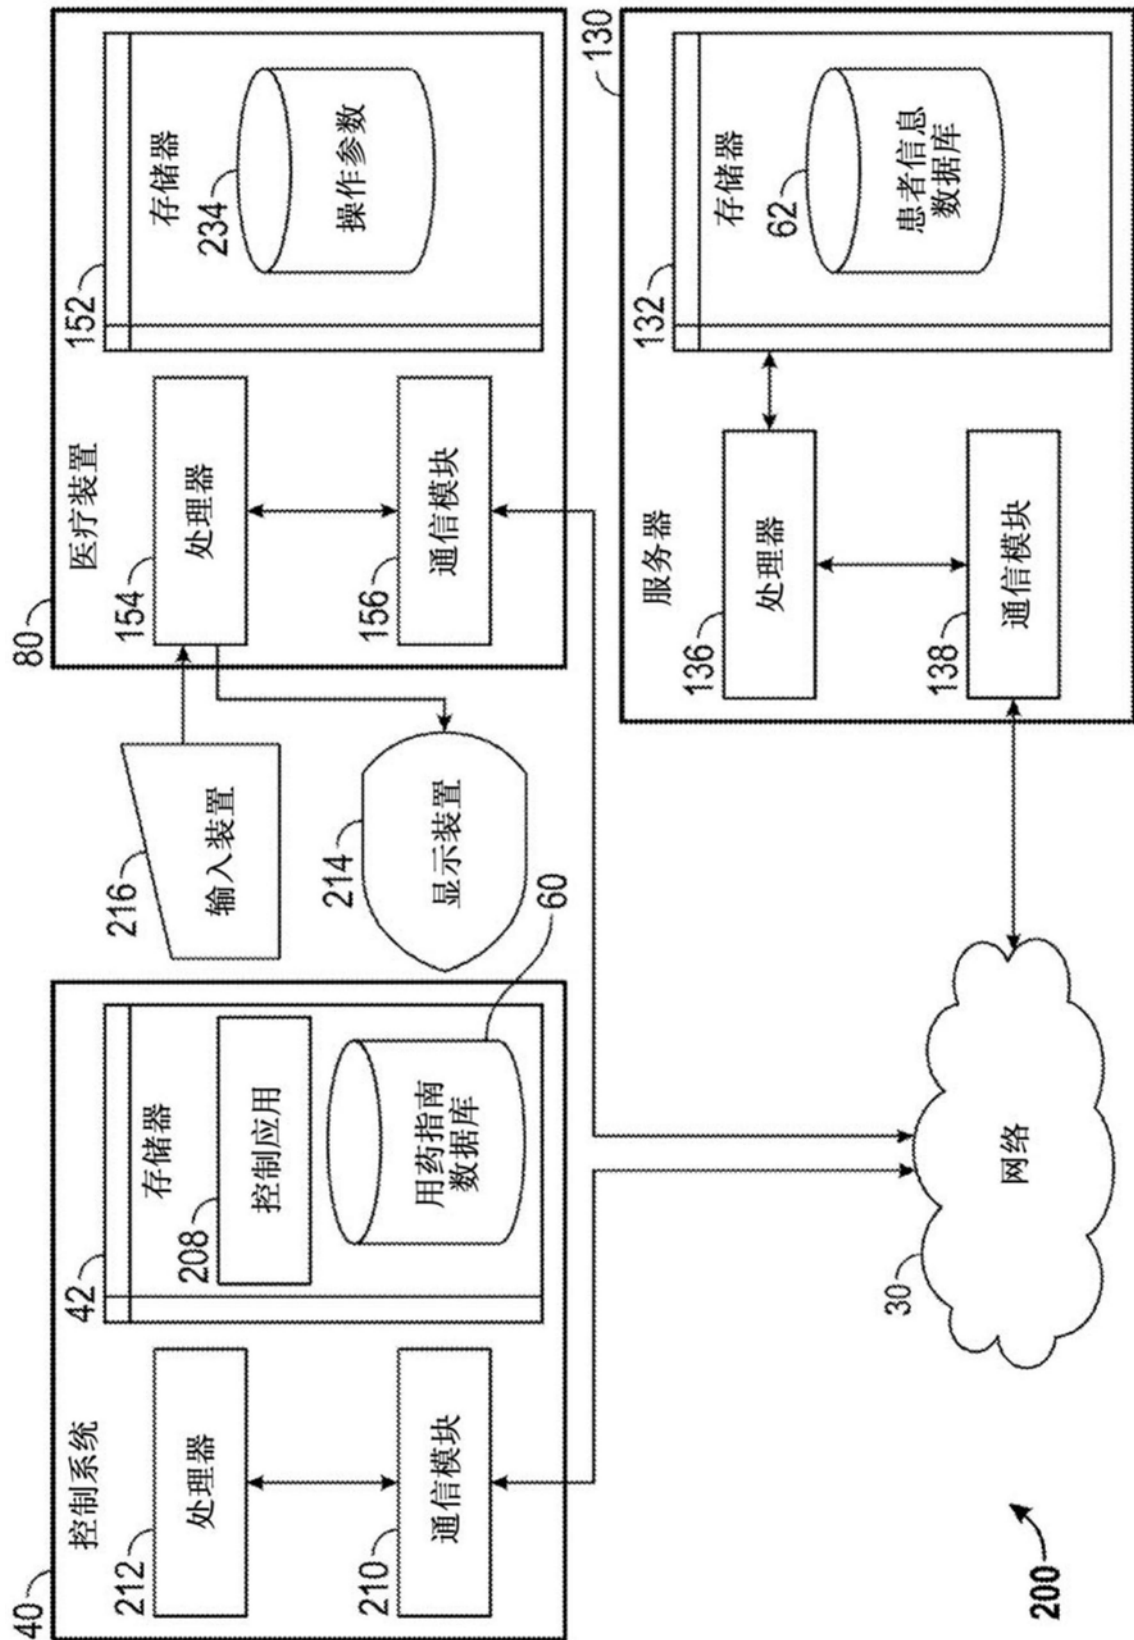 40
控制系统
212
处理器
210
通信模块
42
存储器
208
控制应用
用药指南
数据库
60
216
输入装置
214
显示装置
80
医疗装置
154
处理器
156
通信模块
152
存储器
234
操作参数
130
服务器
136
处理器
138
通信模块
132
存储器
62
患者信息
数据库
30
网络
200